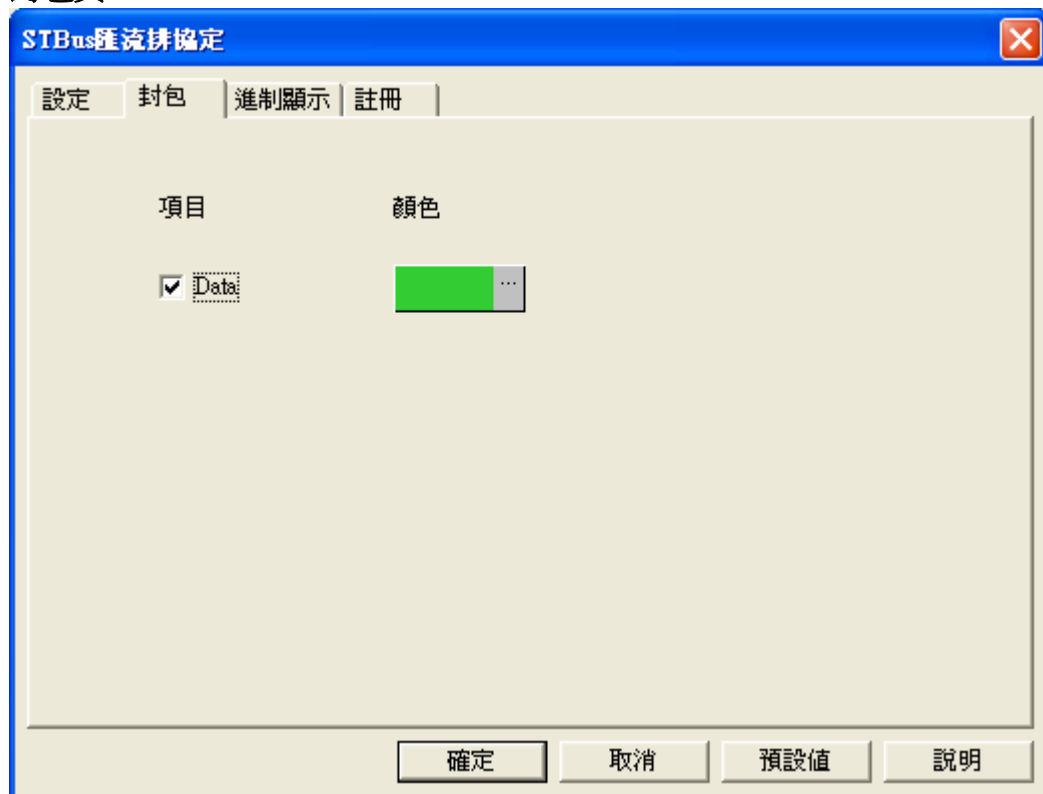 STBus匯流排協定
設定 封包 進制顯示 註冊
項目 顏色
Data ...
確定 取消 預設值 說明